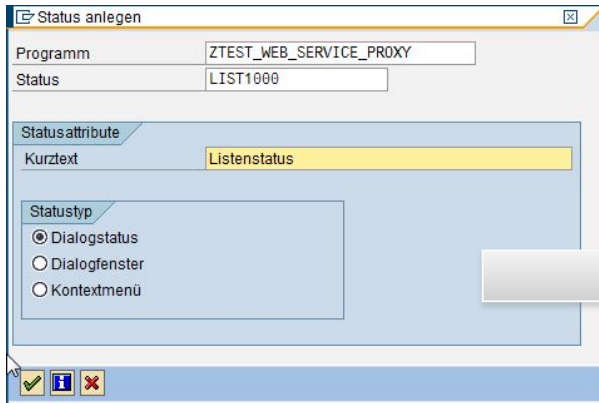 Status anlegen
Programm ZTEST_WEB_SERVICE_PROXY
Status LIST1000
Statusattribute
Kurztext Listenstatus
Statustyp
Dialogstatus
Dialogfenster
Kontextmenü